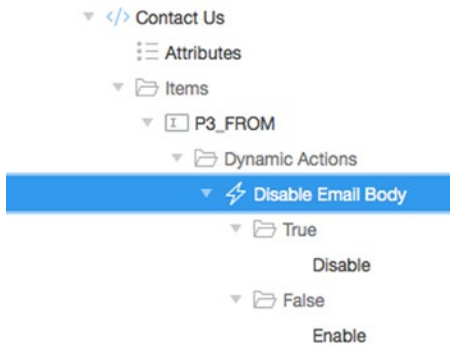 Contact Us
Attributes
Items
P3_FROM
Dynamic Actions
Disable Email Body
True
Disable
False
Enable